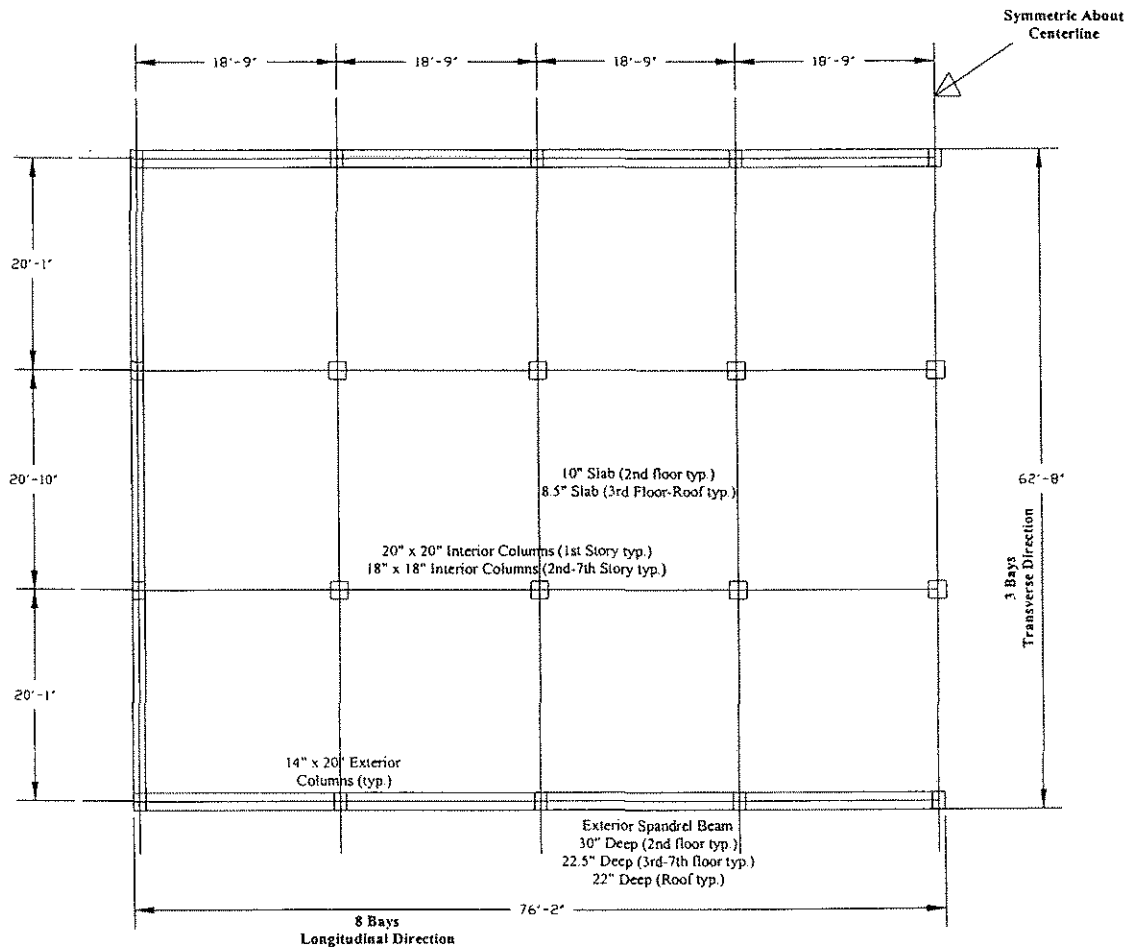 Symmetric About
Centerline
18'-9"
18'-9"
18'-9"
18'-9"
20'-1"
20'-10"
20'-1"
10" Slab (2nd floor typ.)
8.5" Slab (3rd Floor-Roof typ.)
20" x 20" Interior Columns (1st Story typ.)
18" x 18" Interior Columns (2nd-7th Story typ.)
62'-8"
3 Bays
Transverse Direction
14" x 20" Exterior
Columns (typ.)
Exterior Spandrel Beam
30" Deep (2nd floor typ.)
22.5" Deep (3rd-7th floor typ.)
22" Deep (Roof typ.)
76'-2"
8 Bays
Longitudinal Direction